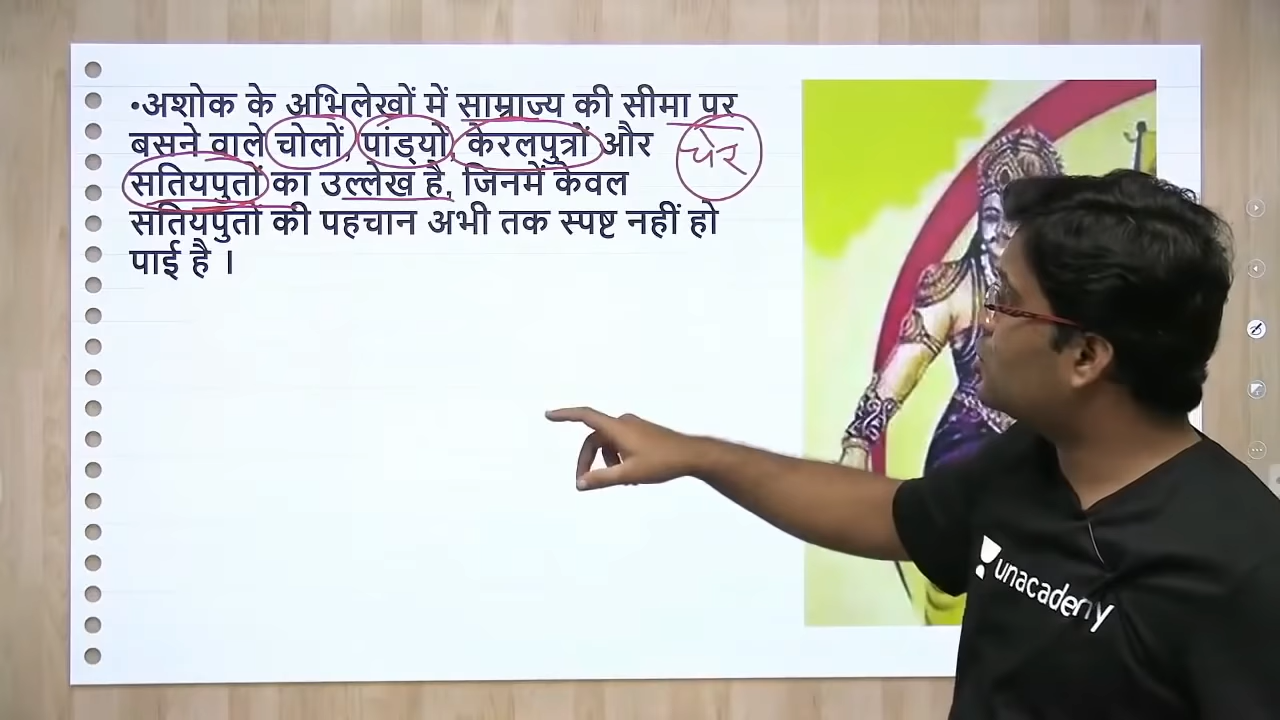 •अशोक के अभिलेखों में साम्राज्य की सीमा पर
बसने वाले चोलों, पांड्यों, केरलपुत्रों और
चेर
सतियपुतों का उल्लेख है, जिनमें केवल
सतियपुतों की पहचान अभी तक स्पष्ट नहीं हो
पाई है ।
unacademy